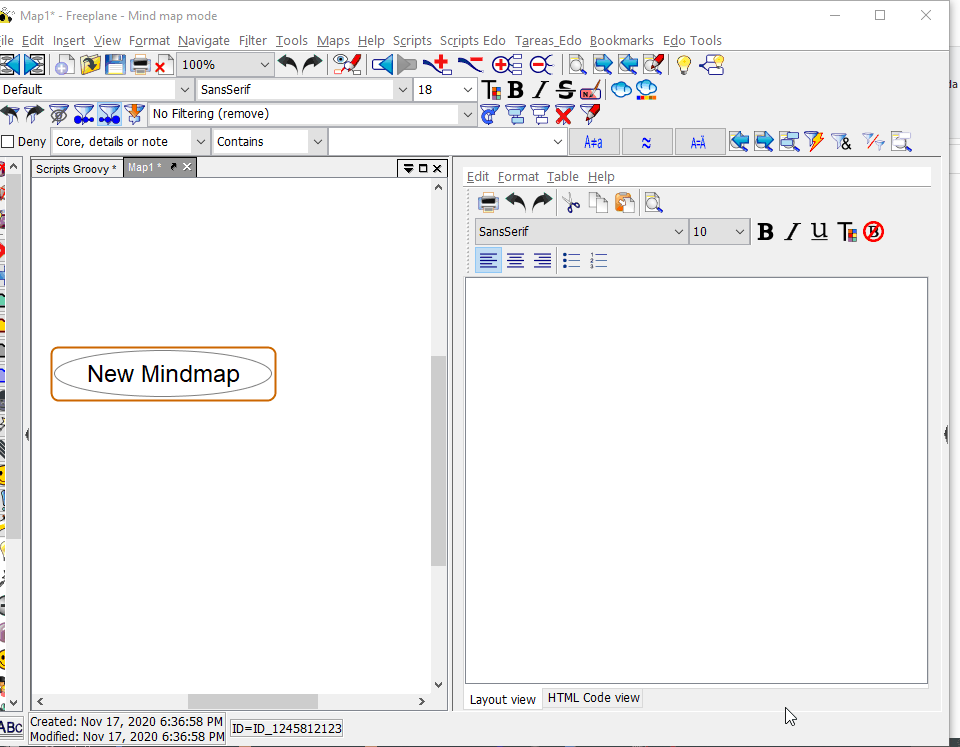 Map1* - Freeplane - Mind map mode
ile Edit Insert View Format Navigate Filter Tools Maps Help Scripts Scripts Edo Tareas_Edo Bookmarks Edo Tools
100%
Default SansSerif 18
No Filtering (remove)
Deny Core, details or note Contains A≠a ≈ A=Ä
Scripts Groovy * Map1 *
Edit Format Table Help
SansSerif 10 B I U T
New Mindmap
Layout view HTML Code view
ABC Created: Nov 17, 2020 6:36:58 PM
Modified: Nov 17, 2020 6:36:58 PM
ID=ID_1245812123